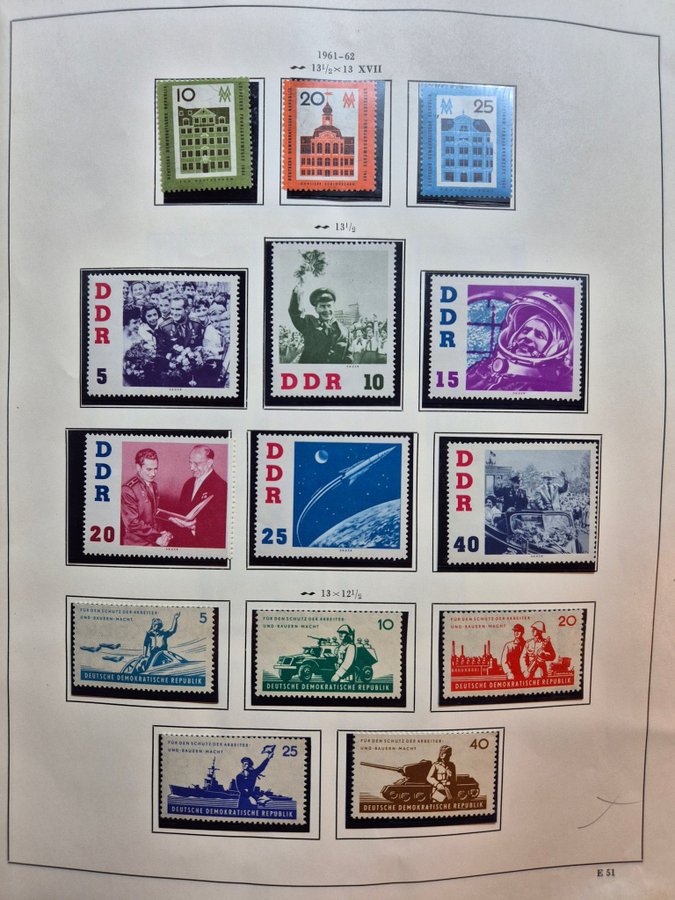 1961-62
13½ × 13 XVII
10
20
25
DEUTSCHE DEMOKRATISCHE REPUBLIK
13½
DDR
5
DDR 10
DDR
15
DDR
20
DDR
25
DDR
40
13 × 12½
FÜR DEN SCHUTZ DER ARBEITER-
UND-BAUERN-MACHT
5
DEUTSCHE DEMOKRATISCHE REPUBLIK
FÜR DEN SCHUTZ DER ARBEITER-
UND-BAUERN-MACHT
10
DEUTSCHE DEMOKRATISCHE REPUBLIK
FÜR DEN SCHUTZ DER ARBEITER-
UND-BAUERN-MACHT
20
DEUTSCHE DEMOKRATISCHE REPUBLIK
FÜR DEN SCHUTZ DER ARBEITER-
UND-BAUERN-MACHT
25
DEUTSCHE DEMOKRATISCHE REPUBLIK
FÜR DEN SCHUTZ DER ARBEITER-
UND-BAUERN-MACHT
40
DEUTSCHE DEMOKRATISCHE REPUBLIK
E 51